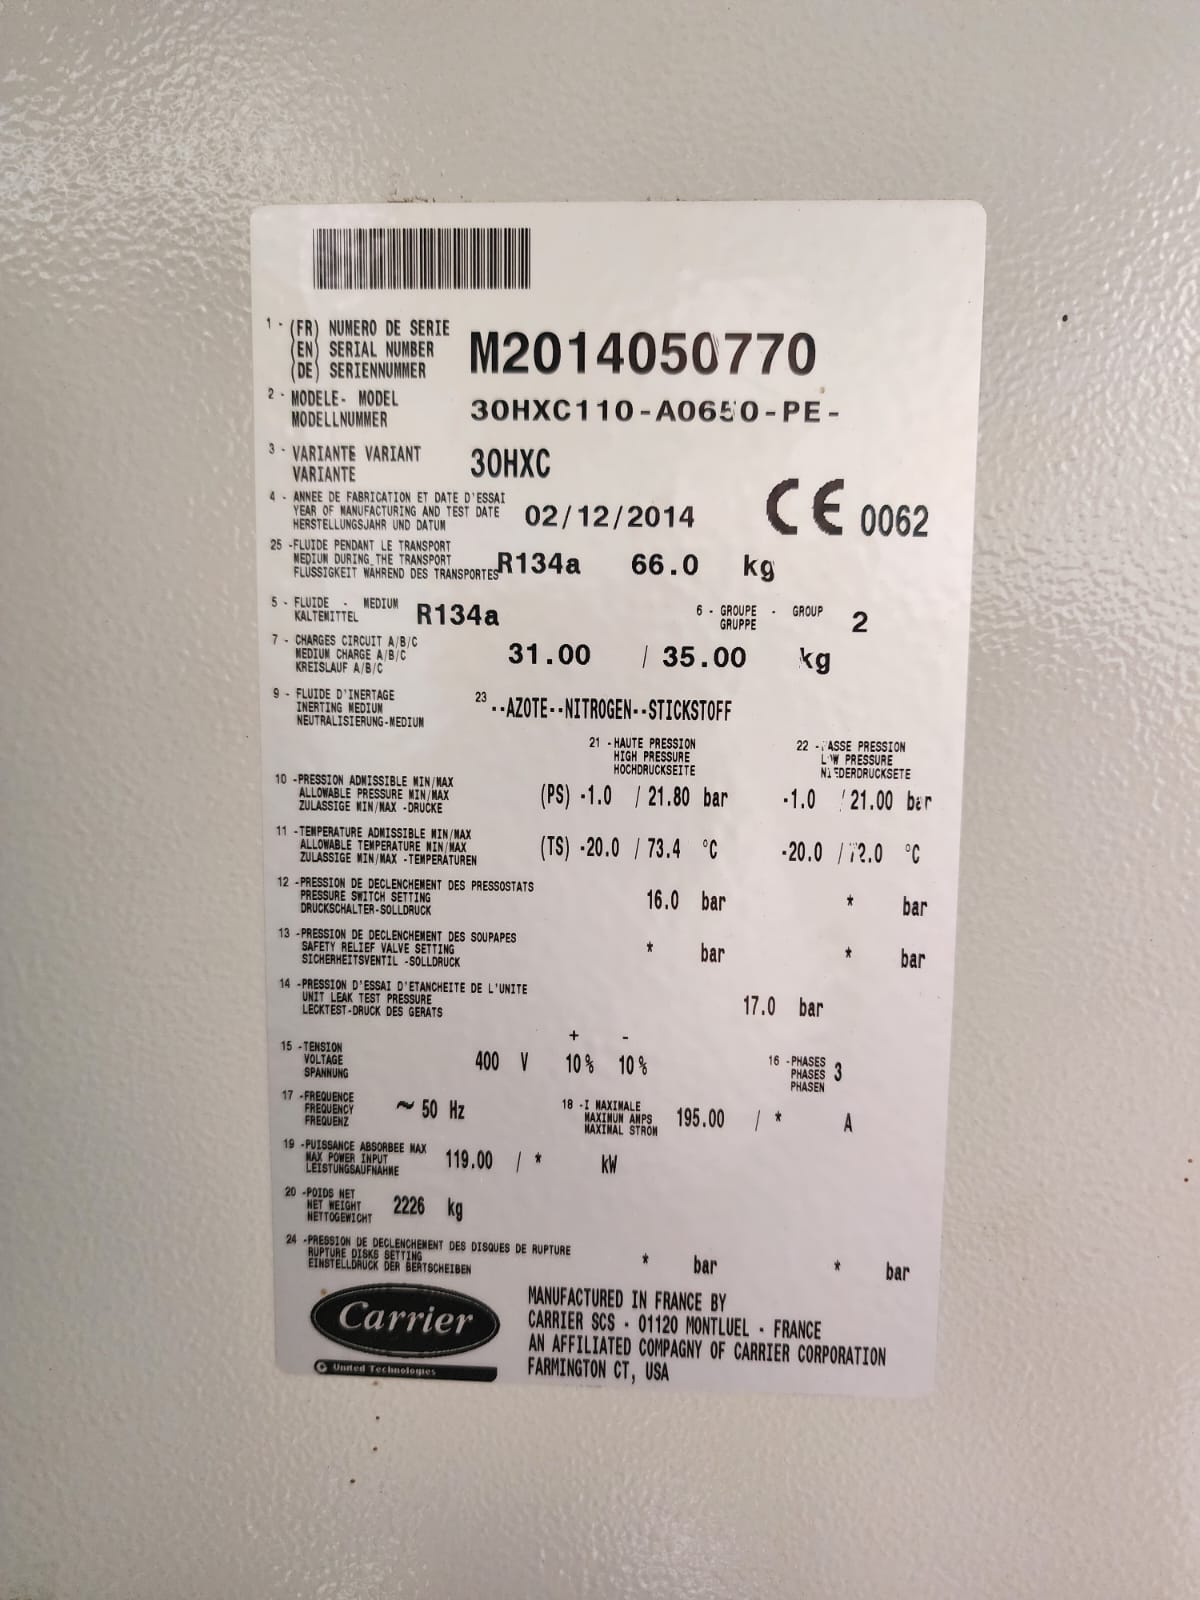 1 - (FR) NUMERO DE SERIE
(EN) SERIAL NUMBER
(DE) SERIENNUMMER
M2014050770
2 - MODELE- MODEL
MODELLNUMMER
30HXC110-A0650-PE-
3 - VARIANTE VARIANT
VARIANTE
30HXC
4 - ANNEE DE FABRICATION ET DATE D'ESSAI
YEAR OF MANUFACTURING AND TEST DATE
HERSTELLUNGSJAHR UND DATUM
02/12/2014
CE 0062
25 -FLUIDE PENDANT LE TRANSPORT
MEDIUM DURING THE TRANSPORT
FLUSSIGKEIT WAHREND DES TRANSPORTES
R134a 66.0 kg
5 - FLUIDE - MEDIUM
KALTEMITTEL
R134a
6 - GROUPE - GROUP
GRUPPE
2
7 - CHARGES CIRCUIT A/B/C
MEDIUM CHARGE A/B/C
KREISLAUF A/B/C
31.00 / 35.00 kg
9 - FLUIDE D'INERTAGE
INERTING MEDIUM
NEUTRALISIERUNG-MEDIUM
23 --AZOTE--NITROGEN--STICKSTOFF
21 -HAUTE PRESSION
HIGH PRESSURE
HOCHDRUCKSEITE
22 -BASSE PRESSION
LOW PRESSURE
NIEDERDRUCKSETE
10 -PRESSION ADMISSIBLE MIN/MAX
ALLOWABLE PRESSURE MIN/MAX
ZULASSIGE MIN/MAX -DRUCKE
(PS) -1.0 / 21.80 bar -1.0 / 21.00 bar
11 -TEMPERATURE ADMISSIBLE MIN/MAX
ALLOWABLE TEMPERATURE MIN/MAX
ZULASSIGE MIN/MAX -TEMPERATUREN
(TS) -20.0 / 73.4 °C -20.0 / 72.0 °C
12 -PRESSION DE DECLENCHEMENT DES PRESSOSTATS
PRESSURE SWITCH SETTING
DRUCKSCHALTER-SOLLDRUCK
16.0 bar * bar
13 -PRESSION DE DECLENCHEMENT DES SOUPAPES
SAFETY RELIEF VALVE SETTING
SICHERHEITSVENTIL -SOLLDRUCK
* bar * bar
14 -PRESSION D'ESSAI D'ETANCHEITE DE L'UNITE
UNIT LEAK TEST PRESSURE
LECKTEST-DRUCK DES GERATS
17.0 bar
15 -TENSION
VOLTAGE
SPANNUNG
+ -
400 V 10% 10%
16 -PHASES
PHASES
PHASEN
3
17 -FREQUENCE
FREQUENCY
FREQUENZ
~ 50 Hz
18 -I MAXIMALE
MAXIMUM AMPS
MAXIMAL STROM
195.00 / * A
19 -PUISSANCE ABSORBEE MAX
MAX POWER INPUT
LEISTUNGSAUFNAHME
119.00 / * kW
20 -POIDS NET
NET WEIGHT
NETTOGEWICHT
2226 kg
24 -PRESSION DE DECLENCHEMENT DES DISQUES DE RUPTURE
RUPTURE DISKS SETTING
EINSTELLDRUCK DER BERTSCHEIBEN
* bar * bar
Carrier
United Technologies
MANUFACTURED IN FRANCE BY
CARRIER SCS - 01120 MONTLUEL - FRANCE
AN AFFILIATED COMPAGNY OF CARRIER CORPORATION
FARMINGTON CT, USA